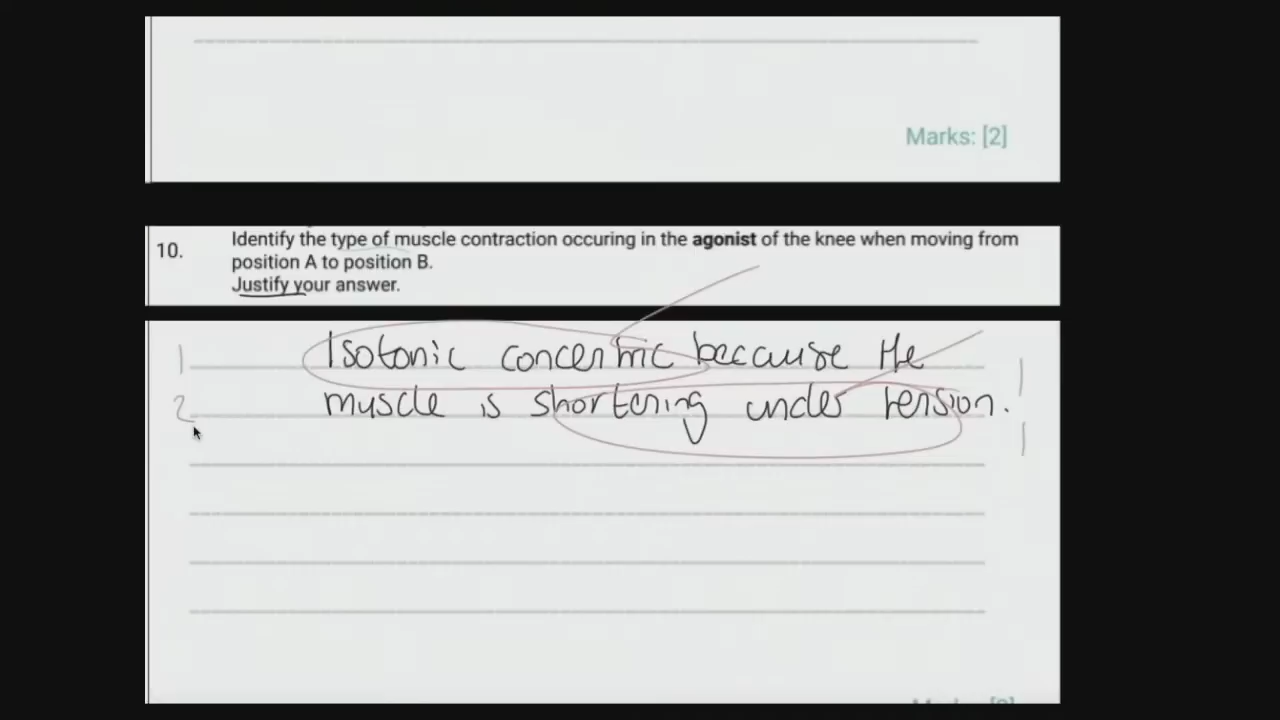 Marks: [2]
10. Identify the type of muscle contraction occuring in the agonist of the knee when moving from
position A to position B.
Justify your answer.
1 Isotonic concentric because the
2 muscle is shortening under tension.